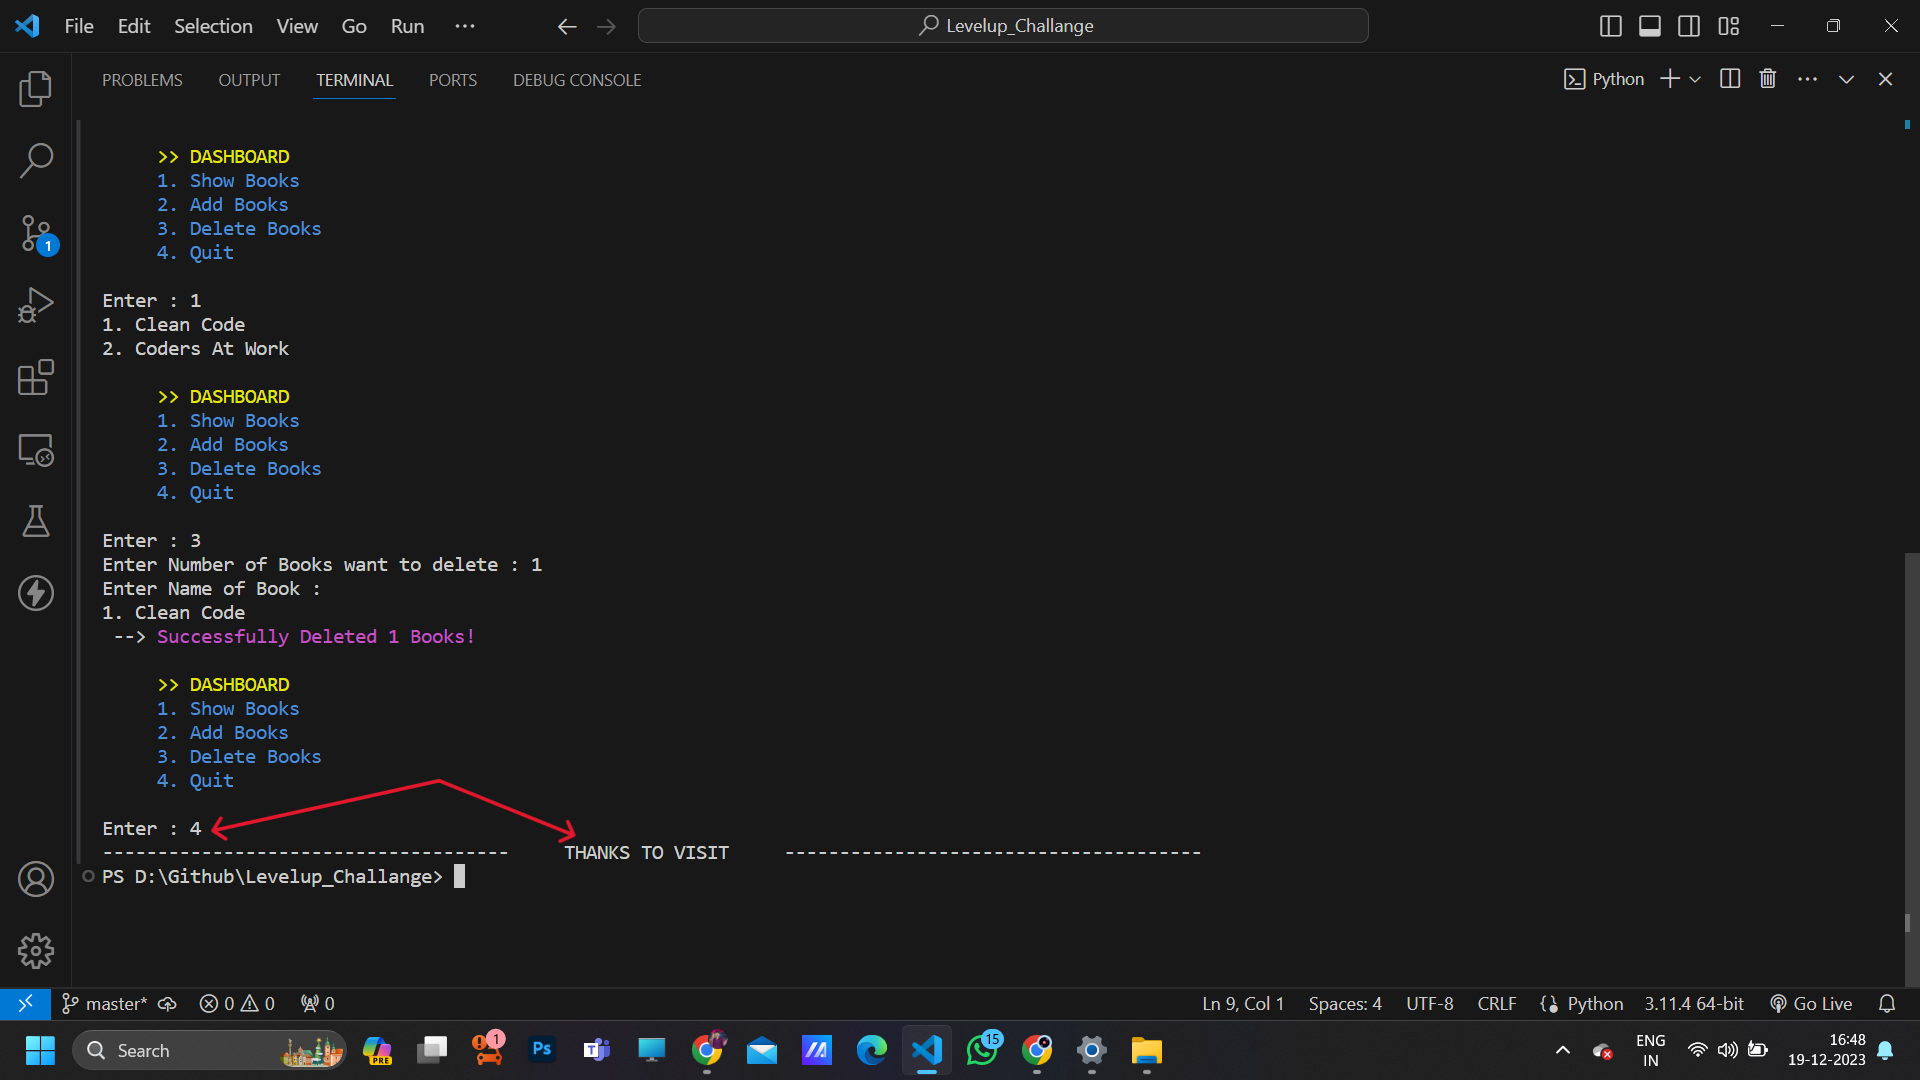 File Edit Selection View Go Run ··· Levelup_Challange
PROBLEMS OUTPUT TERMINAL PORTS DEBUG CONSOLE Python
>> DASHBOARD
1. Show Books
2. Add Books
3. Delete Books
4. Quit
Enter : 1
1. Clean Code
2. Coders At Work
>> DASHBOARD
1. Show Books
2. Add Books
3. Delete Books
4. Quit
Enter : 3
Enter Number of Books want to delete : 1
Enter Name of Book :
1. Clean Code
--> Successfully Deleted 1 Books!
>> DASHBOARD
1. Show Books
2. Add Books
3. Delete Books
4. Quit
Enter : 4
------------------------------------- THANKS TO VISIT --------------------------------------
PS D:\Github\Levelup_Challange>
1
master* 0 0 0 Ln 9, Col 1 Spaces: 4 UTF-8 CRLF { } Python 3.11.4 64-bit Go Live
Search PRE 1 Ps T 15 ENG IN 16:48 19-12-2023